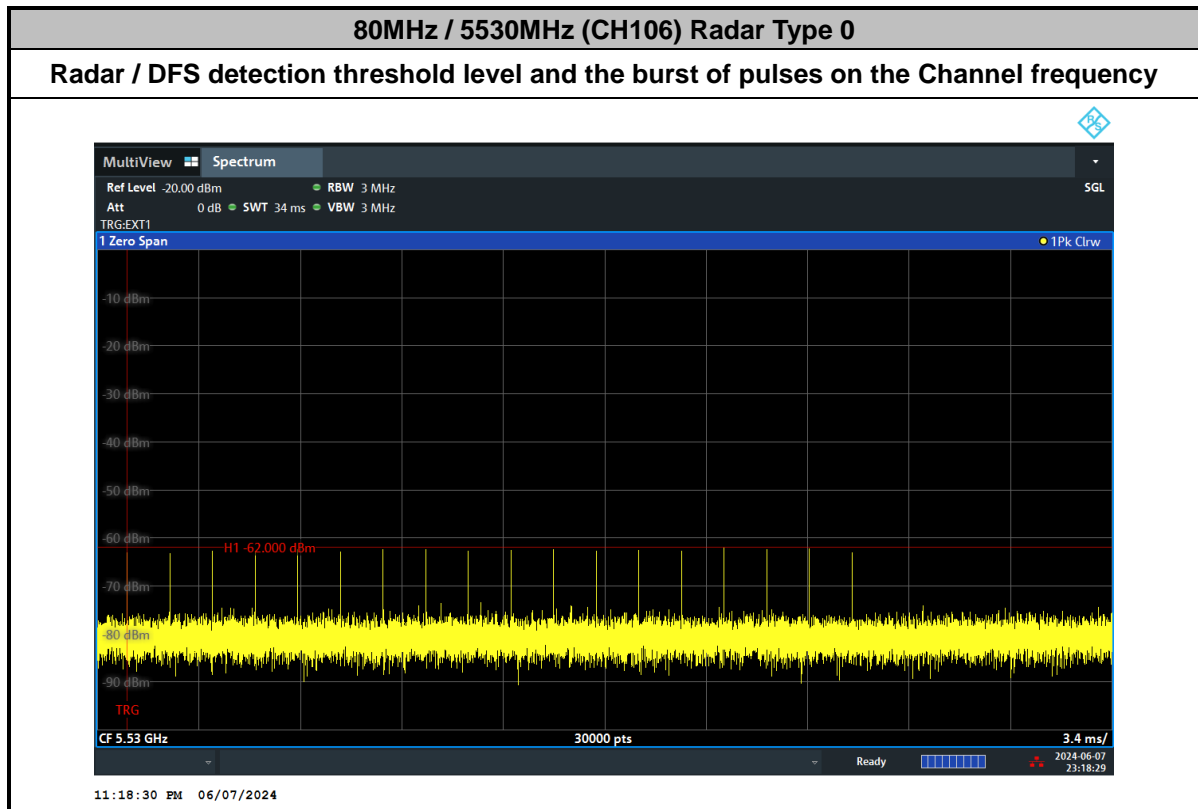 80MHz / 5530MHz (CH106) Radar Type 0
Radar / DFS detection threshold level and the burst of pulses on the Channel frequency
R&S
MultiView Spectrum
Ref Level -20.00 dBm RBW 3 MHz SGL
Att 0 dB SWT 34 ms VBW 3 MHz
TRG:EXT1
1 Zero Span 1Pk Clrw
-10 dBm
-20 dBm
-30 dBm
-40 dBm
-50 dBm
-60 dBm
H1 -62.000 dBm
-70 dBm
-80 dBm
-90 dBm
TRG
CF 5.53 GHz 30000 pts 3.4 ms/
Ready 2024-06-07
23:18:29
11:18:30 PM 06/07/2024